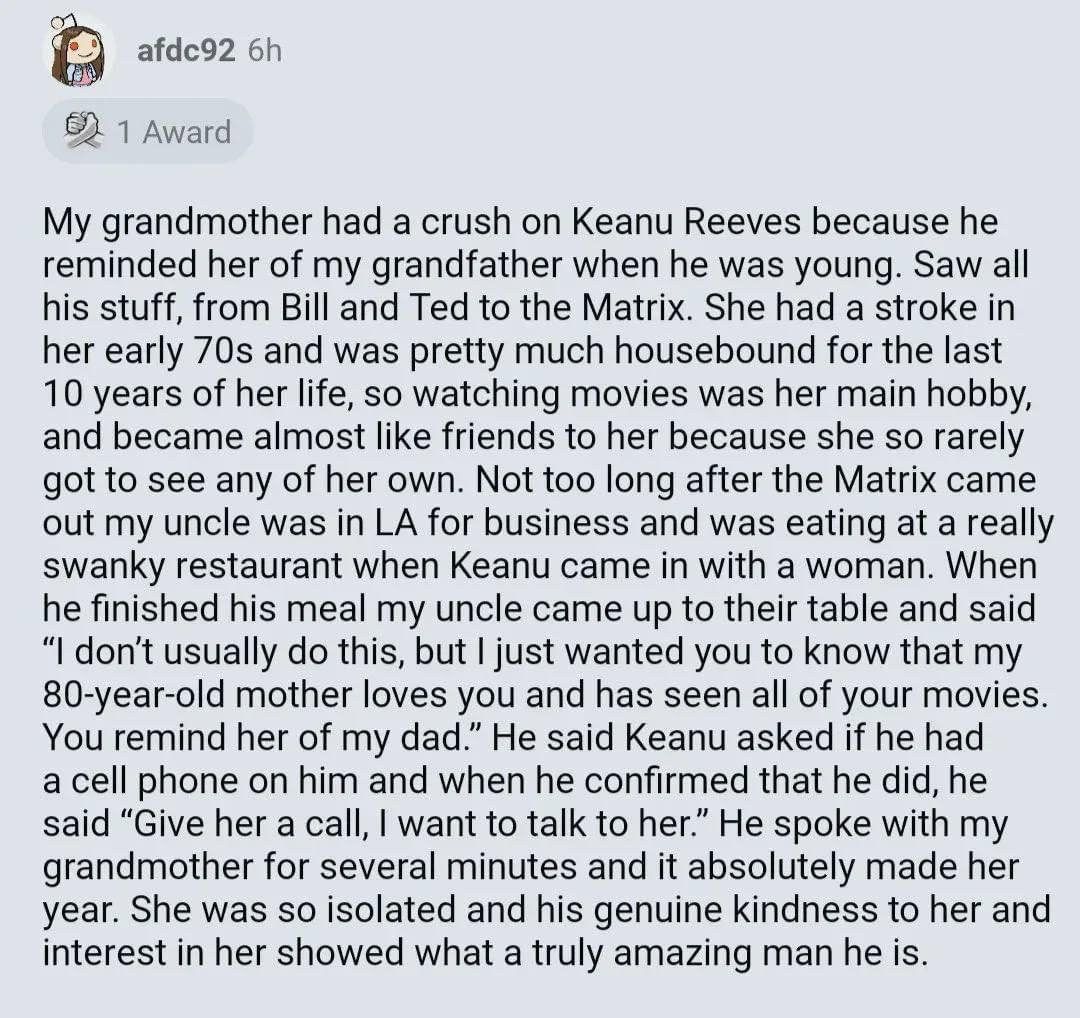 afdc92 6h
1 Award
My grandmother had a crush on Keanu Reeves because he
reminded her of my grandfather when he was young. Saw all
his stuff, from Bill and Ted to the Matrix. She had a stroke in
her early 70s and was pretty much housebound for the last
10 years of her life, so watching movies was her main hobby,
and became almost like friends to her because she so rarely
got to see any of her own. Not too long after the Matrix came
out my uncle was in LA for business and was eating at a really
swanky restaurant when Keanu came in with a woman. When
he finished his meal my uncle came up to their table and said
“I don’t usually do this, but I just wanted you to know that my
80-year-old mother loves you and has seen all of your movies.
You remind her of my dad.” He said Keanu asked if he had
a cell phone on him and when he confirmed that he did, he
said “Give her a call, I want to talk to her.” He spoke with my
grandmother for several minutes and it absolutely made her
year. She was so isolated and his genuine kindness to her and
interest in her showed what a truly amazing man he is.